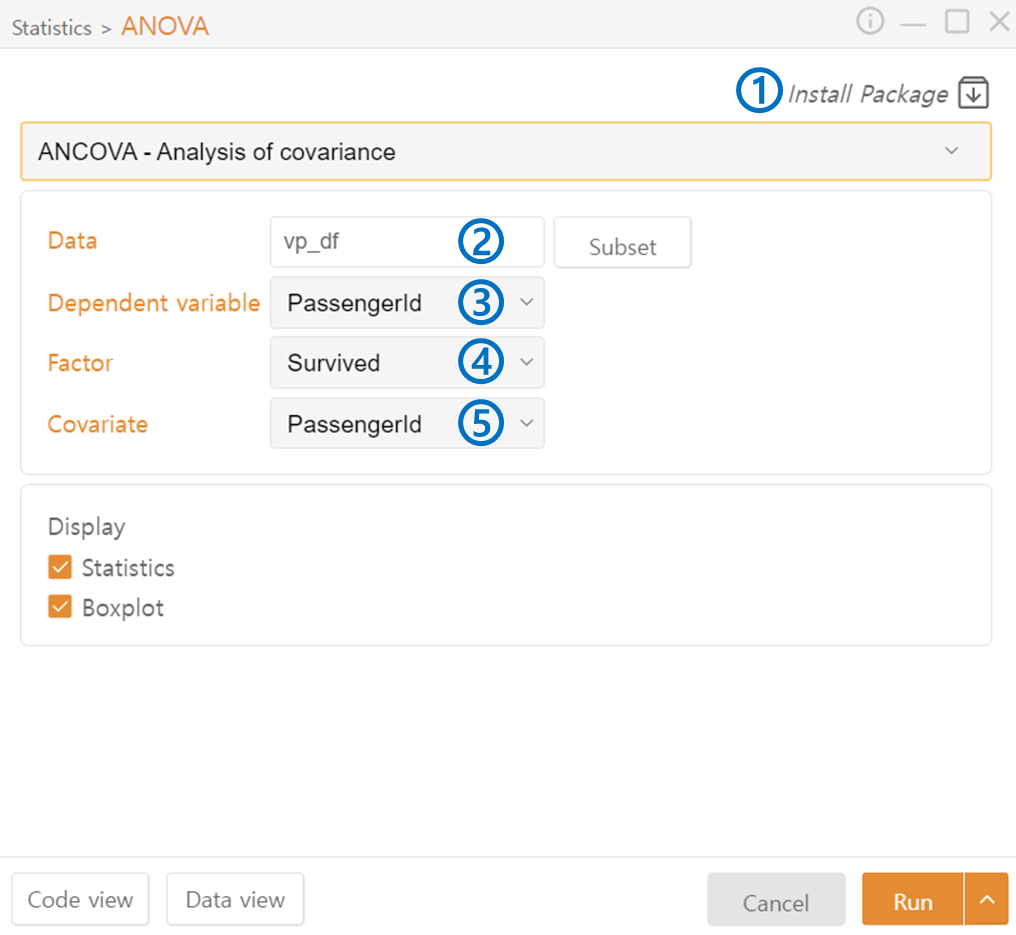 Statistics > ANOVA
① Install Package
ANCOVA - Analysis of covariance
Data vp_df ② Subset
Dependent variable PassengerId ③
Factor Survived ④
Covariate PassengerId ⑤
Display
Statistics
Boxplot
Code view Data view Cancel Run